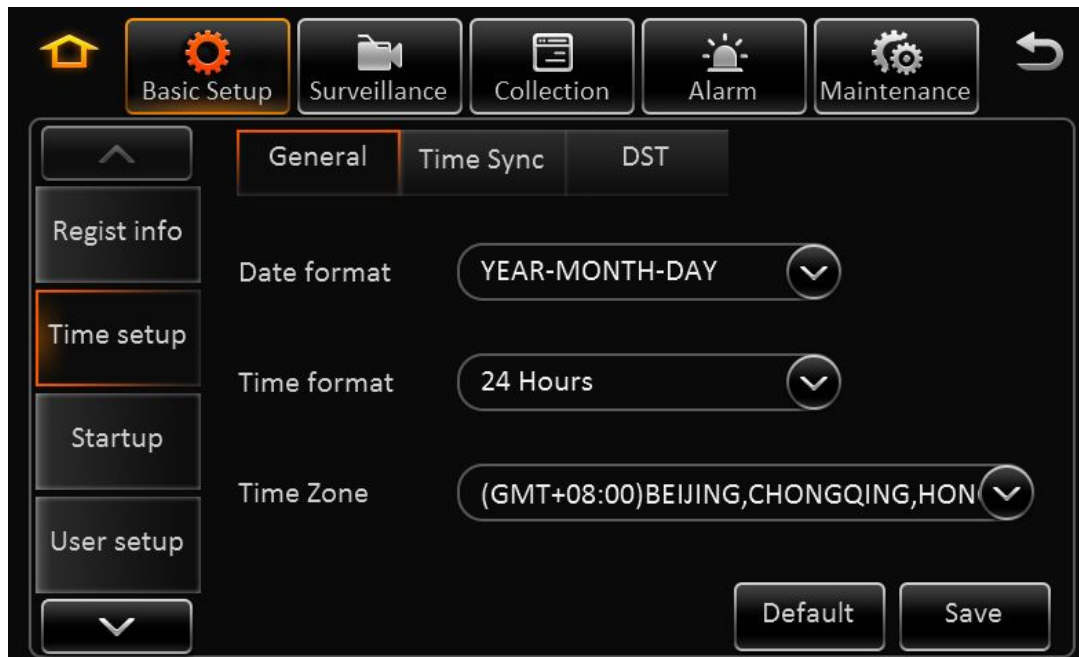 Basic Setup
Surveillance
Collection
Alarm
Maintenance
General
Time Sync
DST
Regist info
Time setup
Startup
User setup
Date format
YEAR-MONTH-DAY
Time format
24 Hours
Time Zone
(GMT+08:00)BEIJING,CHONGQING,HON
Default
Save